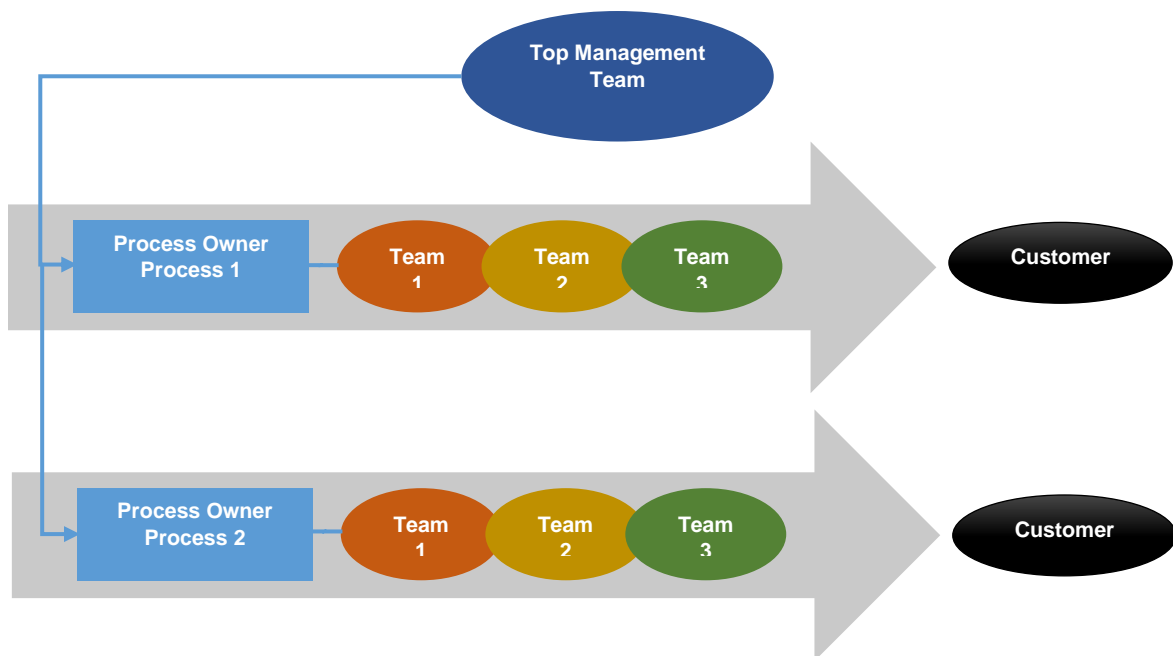 Top Management
Team
Process Owner
Process 1
Team
1
Team
2
Team
3
Customer
Process Owner
Process 2
Team
1
Team
2
Team
3
Customer